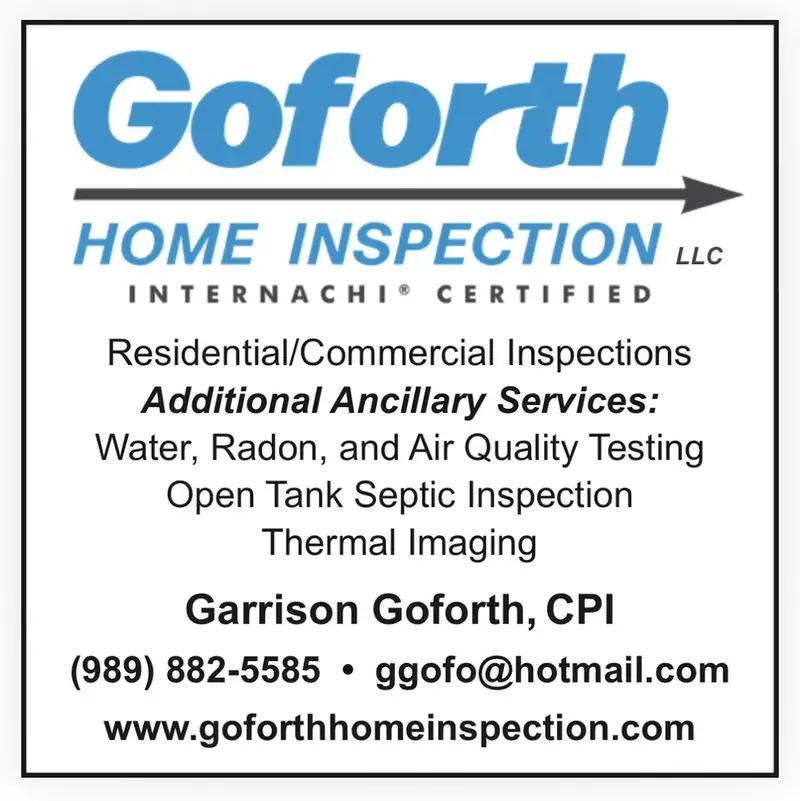 Goforth
HOME INSPECTION LLC
INTERNACHI® CERTIFIED
Residential/Commercial Inspections
Additional Ancillary Services:
Water, Radon, and Air Quality Testing
Open Tank Septic Inspection
Thermal Imaging
Garrison Goforth, CPI
(989) 882-5585 • ggofo@hotmail.com
www.goforthhomeinspection.com